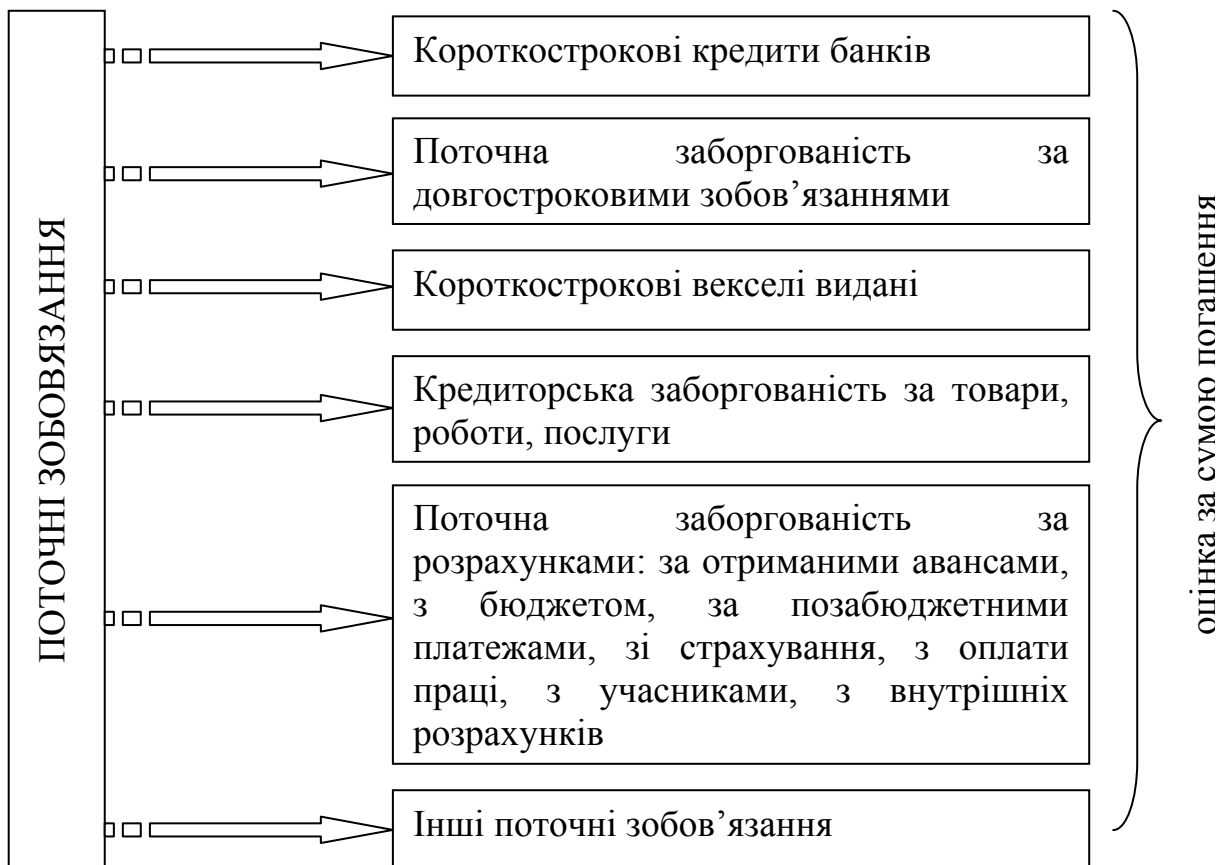 ПОТОЧНІ ЗОБОВЯЗАННЯ
Короткострокові кредити банків
Поточна заборгованість за
довгостроковими зобов’язаннями
Короткострокові векселі видані
Кредиторська заборгованість за товари,
роботи, послуги
Поточна заборгованість за
розрахунками: за отриманими авансами,
з бюджетом, за позабюджетними
платежами, зі страхування, з оплати
праці, з учасниками, з внутрішніх
розрахунків
Інші поточні зобов’язання
оцінка за сумою погашення